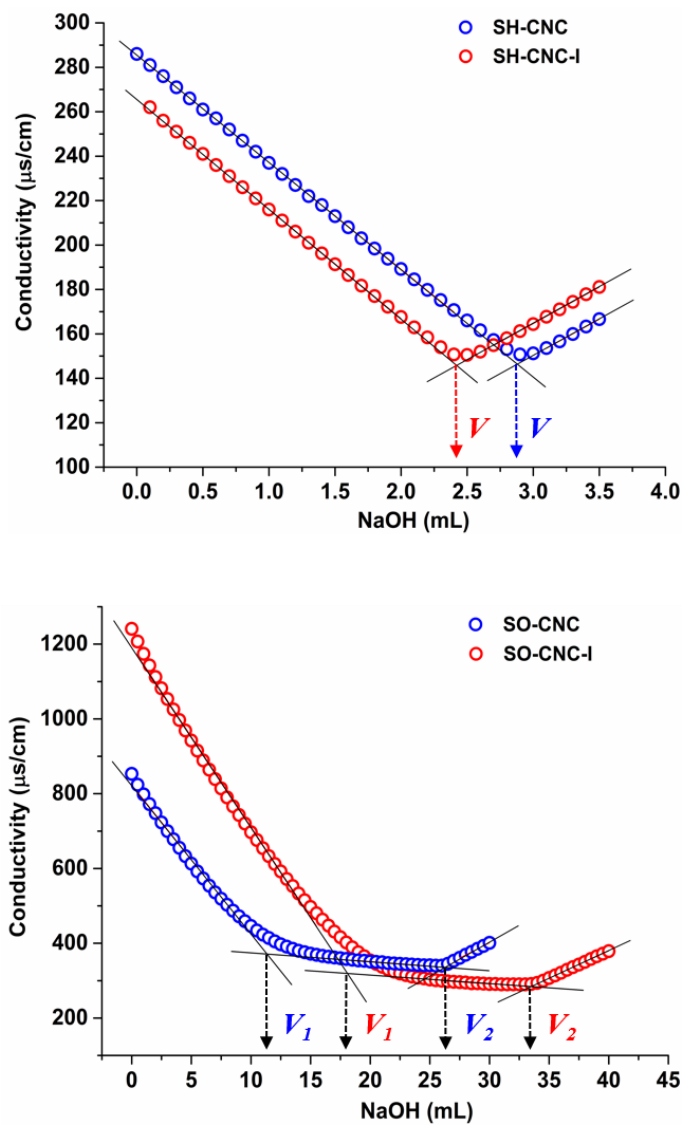 300
280
260
240
220
200
180
160
140
120
100
Conductivity (μs/cm)
SH-CNC
SH-CNC-I
V
V
0.0 0.5 1.0 1.5 2.0 2.5 3.0 3.5 4.0
NaOH (mL)
1200
1000
800
600
400
200
Conductivity (μs/cm)
SO-CNC
SO-CNC-I
V1 V1 V2 V2
0 5 10 15 20 25 30 35 40 45
NaOH (mL)